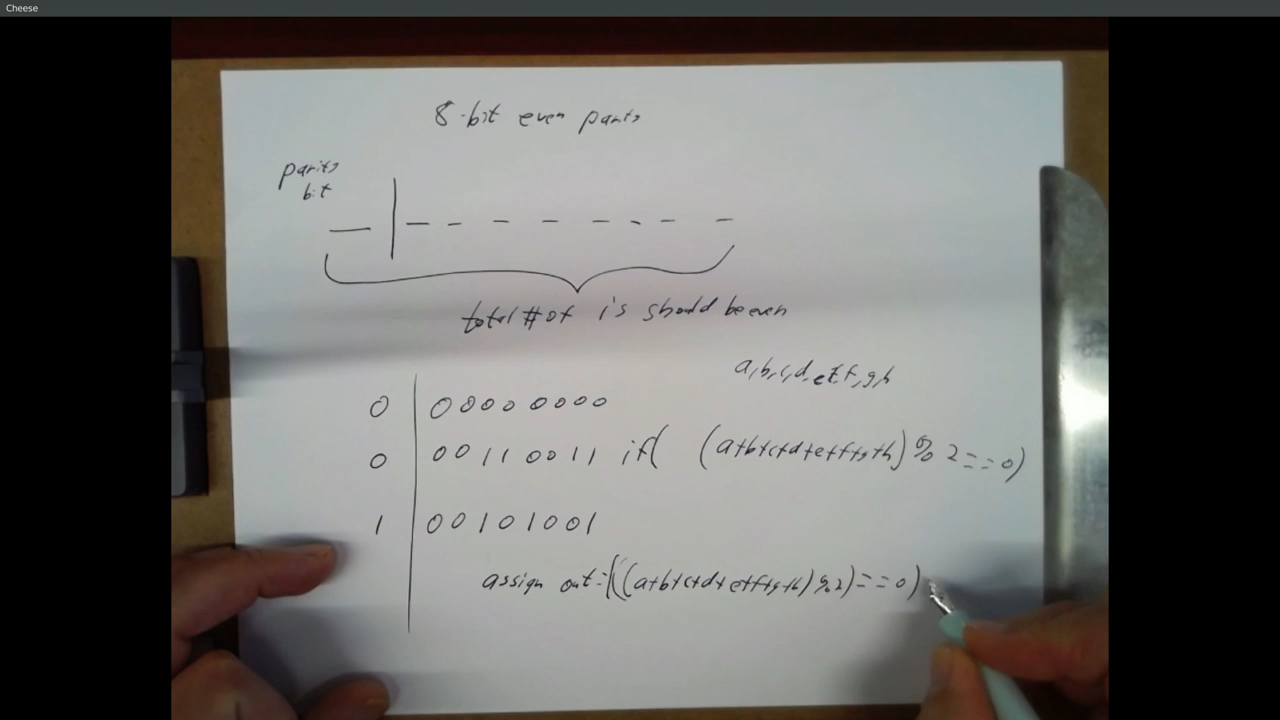 Cheese
8-bit even parity
parity
bit
total # of 1's should be even
a,b,c,d,e,f,g,h
0 | 0 0 0 0 0 0 0 0
0 | 0 0 1 1 0 0 1 1 if( (a+b+c+d+e+f+g+h) % 2 == 0)
1 | 0 0 1 0 1 0 0 1
assign out = (((a+b+c+d+e+f+g+h) % 2) == 0)